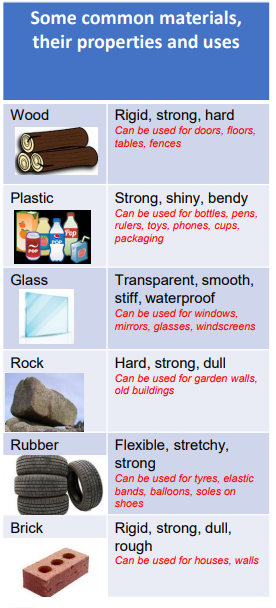 Some common materials,
their properties and uses
Wood
Rigid, strong, hard
Can be used for doors, floors,
tables, fences
Plastic
Strong, shiny, bendy
Can be used for bottles, pens,
rulers, toys, phones, cups,
packaging
POP
POP
Pop
Glass
Transparent, smooth,
stiff, waterproof
Can be used for windows,
mirrors, glasses, windscreens
Rock
Hard, strong, dull
Can be used for garden walls,
old buildings
Rubber
Flexible, stretchy,
strong
Can be used for tyres, elastic
bands, balloons, soles on
shoes
Brick
Rigid, strong, dull,
rough
Can be used for houses, walls